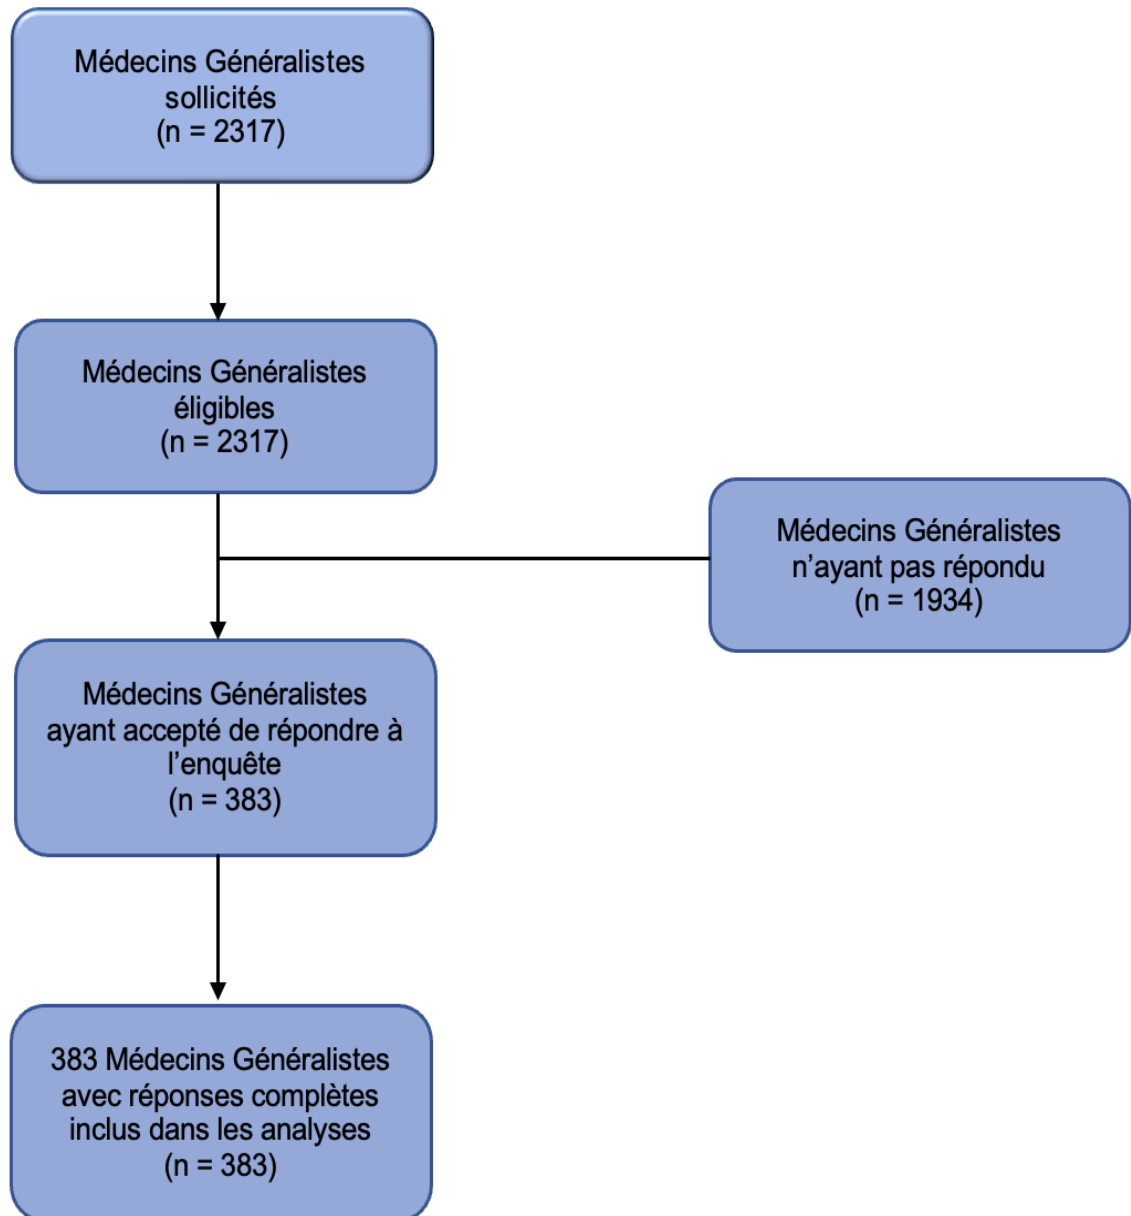 Médecins Généralistes
sollicités
(n = 2317)
Médecins Généralistes
éligibles
(n = 2317)
Médecins Généralistes
n'ayant pas répondu
(n = 1934)
Médecins Généralistes
ayant accepté de répondre à
l'enquête
(n = 383)
383 Médecins Généralistes
avec réponses complètes
inclus dans les analyses
(n = 383)